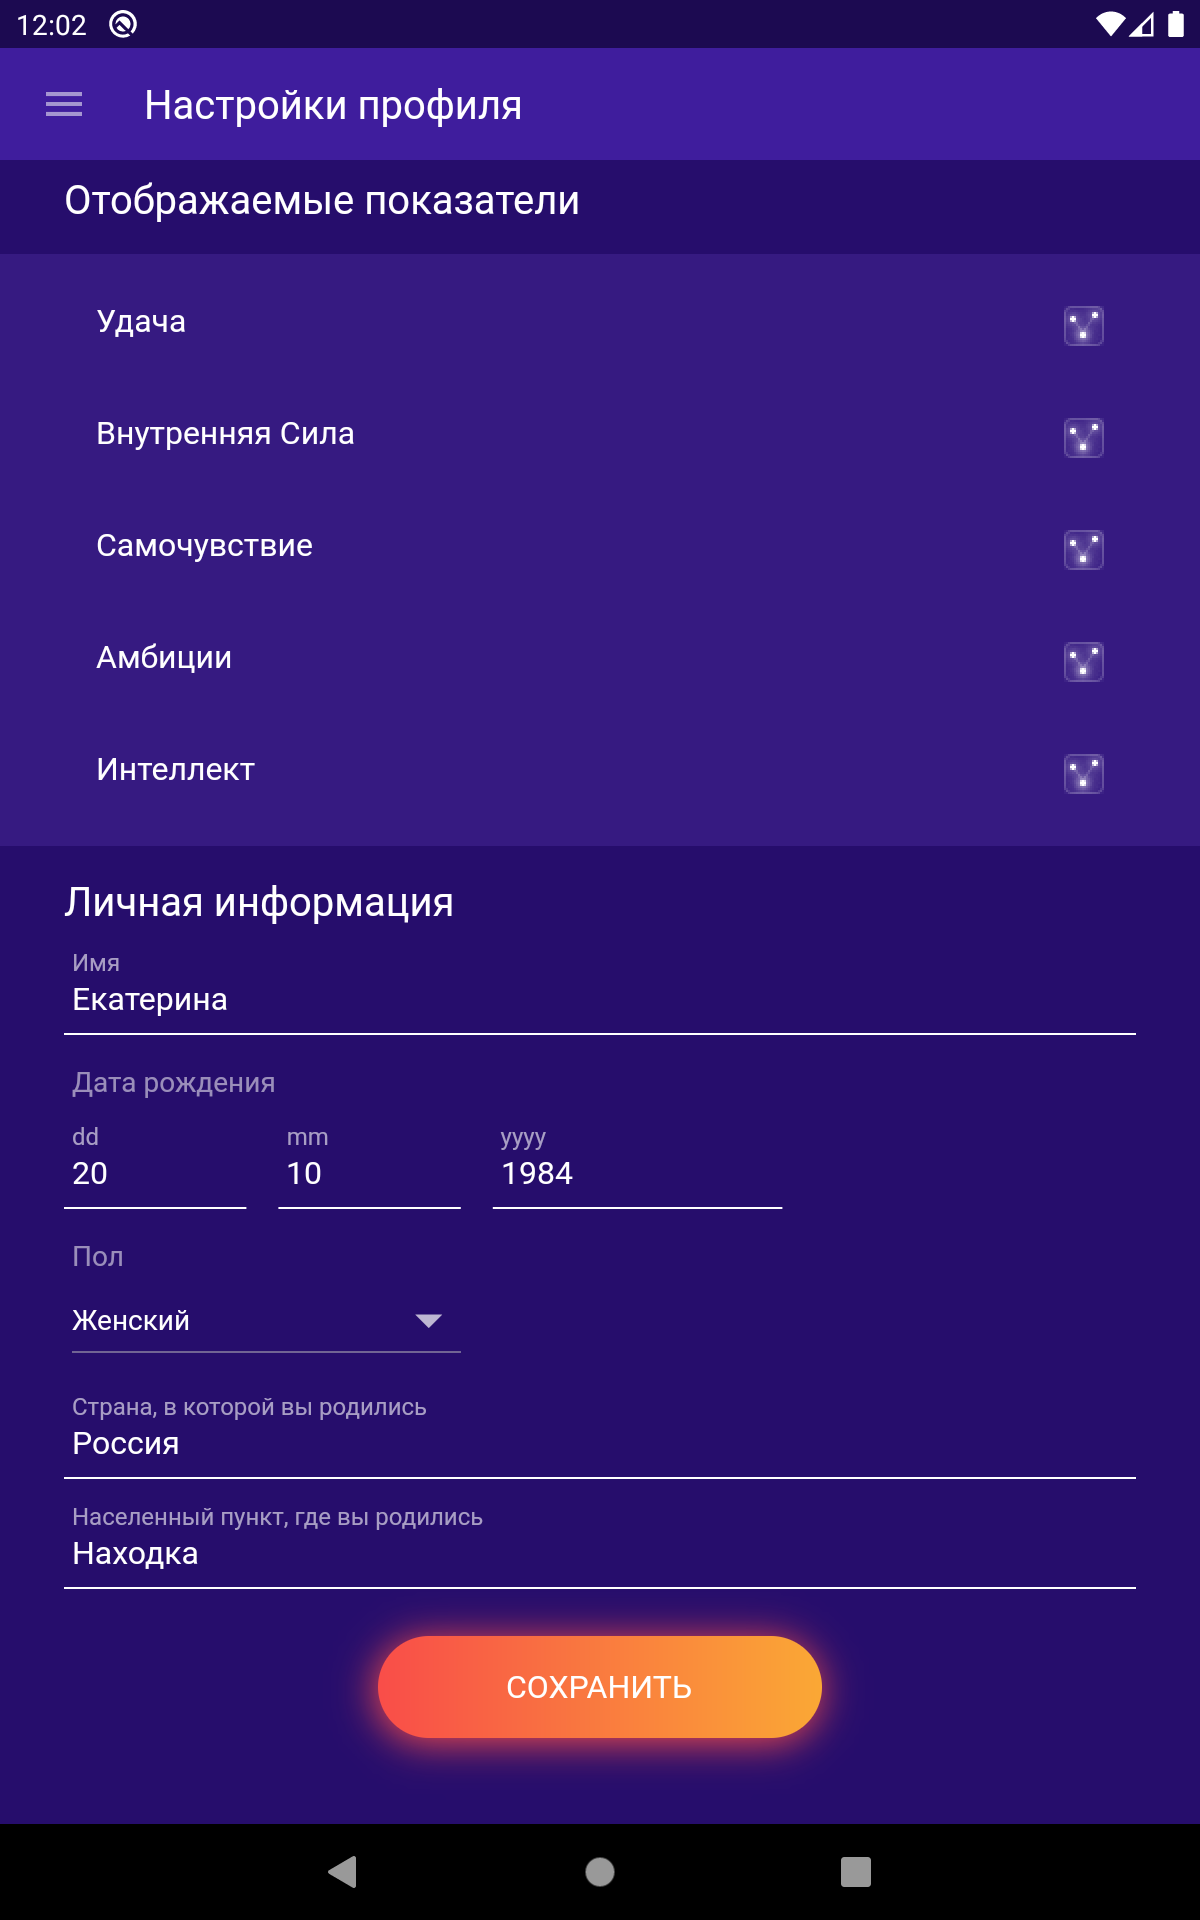 12:02
Настройки профиля
Отображаемые показатели
Удача
Внутренняя Сила
Самочувствие
Амбиции
Интеллект
Личная информация
Имя
Екатерина
Дата рождения
dd mm yyyy
20 10 1984
Пол
Женский
Страна, в которой вы родились
Россия
Населенный пункт, где вы родились
Находка
СОХРАНИТЬ